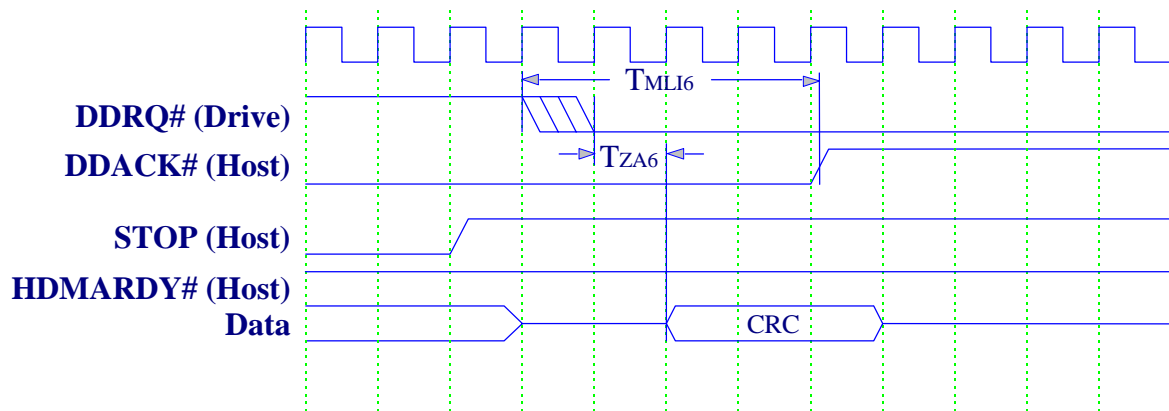 TMLI6
DDRQ# (Drive)
TZA6
DDACK# (Host)
STOP (Host)
HDMARDY# (Host)
Data
CRC